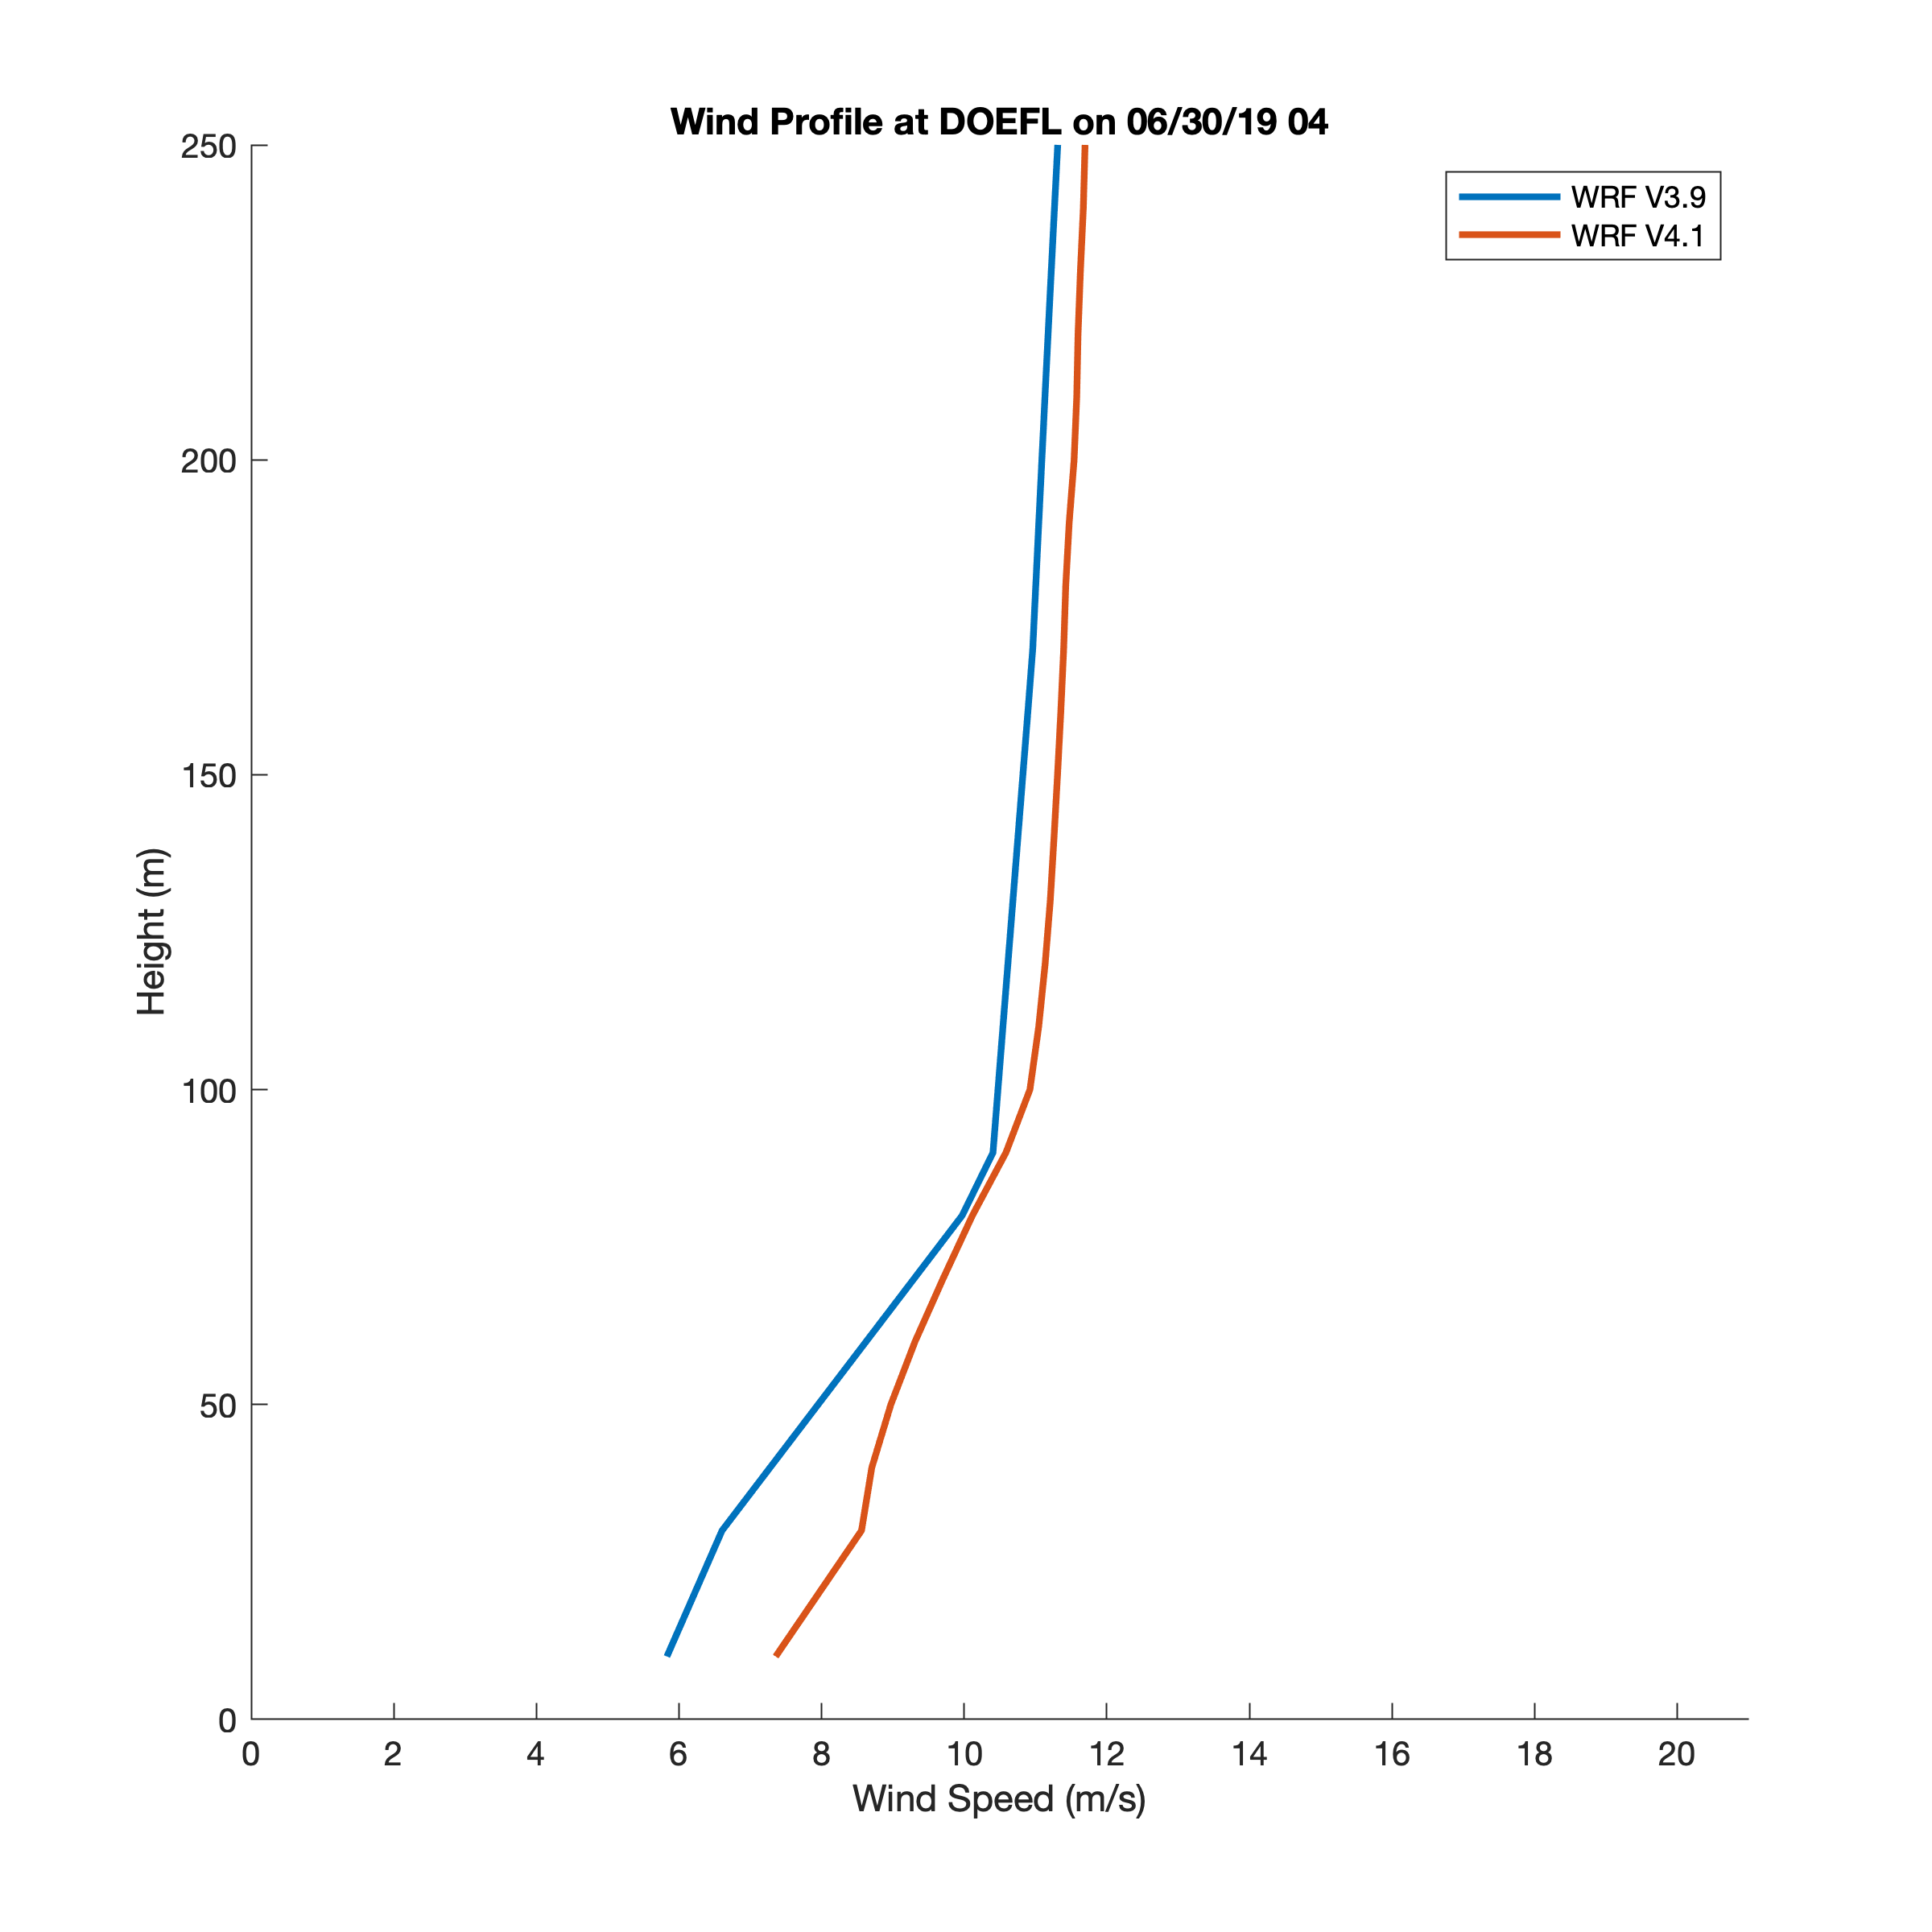 Wind Profile at DOEFL on 06/30/19 04
WRF V3.9
WRF V4.1
250
200
150
100
50
0
Height (m)
0 2 4 6 8 10 12 14 16 18 20
Wind Speed (m/s)